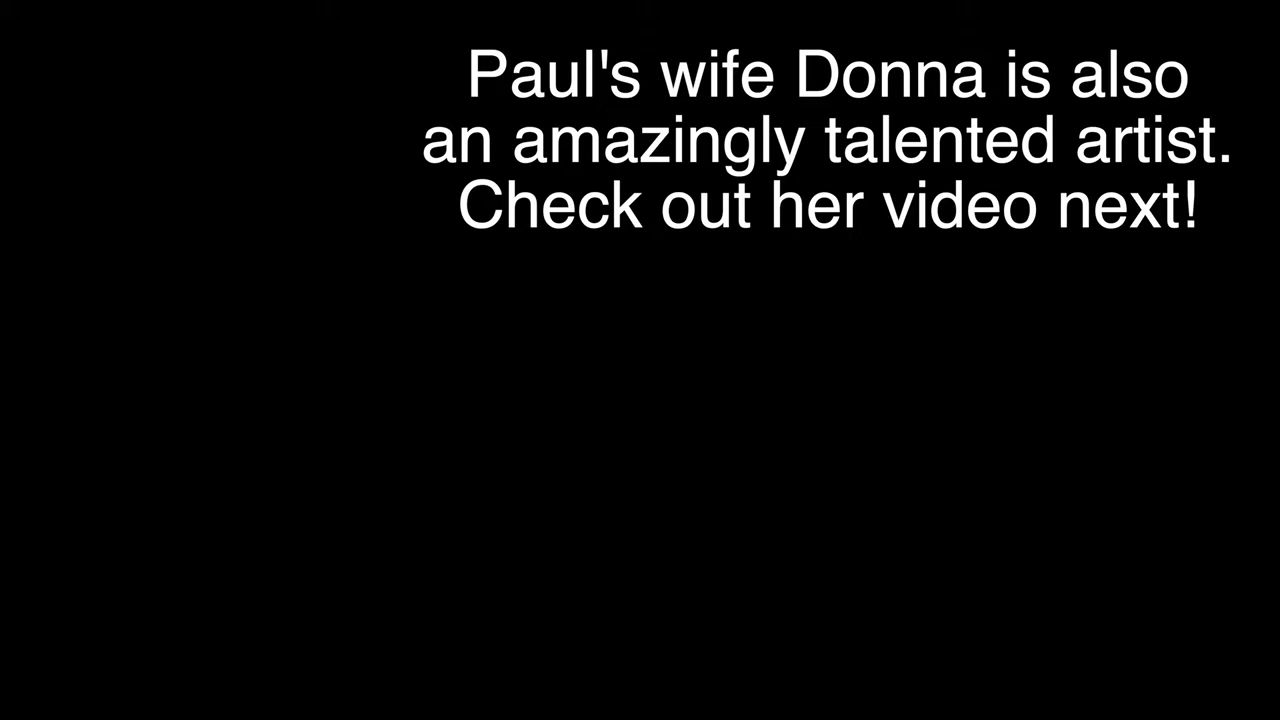 Paul's wife Donna is also
an amazingly talented artist.
Check out her video next!